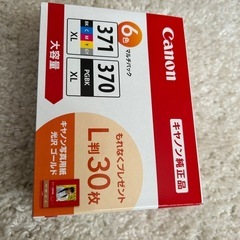 Canon
キヤノン純正品
6色
マルチパック
371 XL
BK C M Y GY
370 XL
PGBK
大容量
もれなくプレゼント
L判30枚
キヤノン写真用紙
光沢 ゴールド